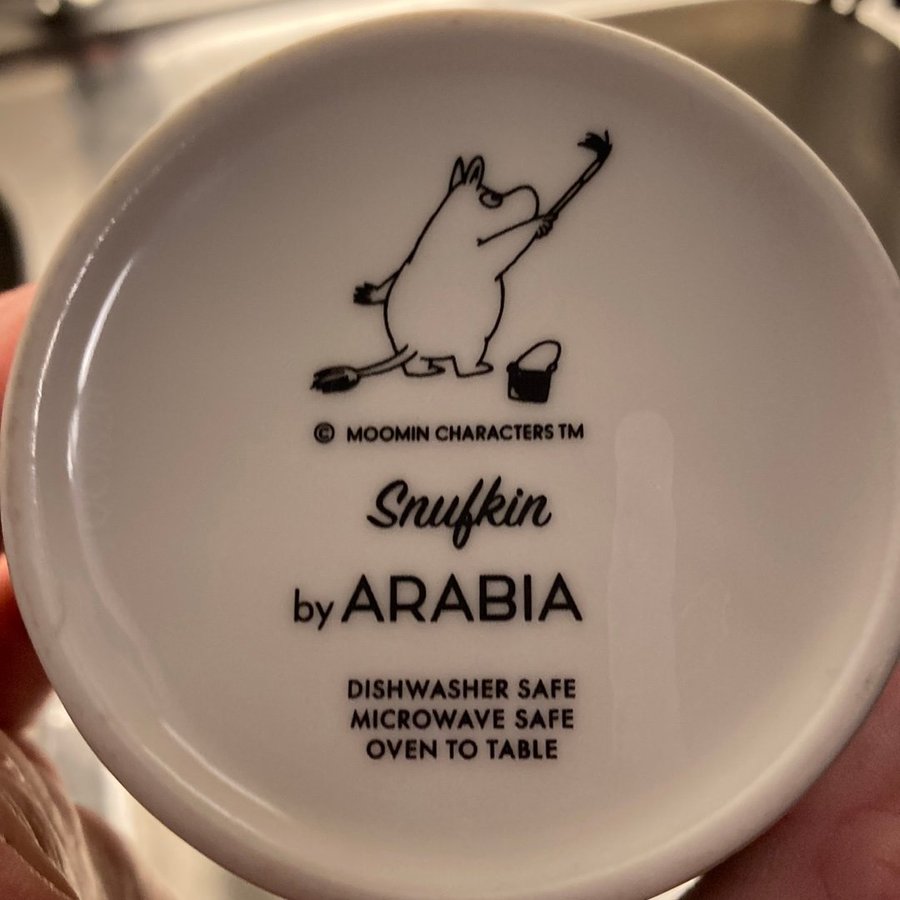 © MOOMIN CHARACTERS TM
Snufkin
by ARABIA
DISHWASHER SAFE
MICROWAVE SAFE
OVEN TO TABLE